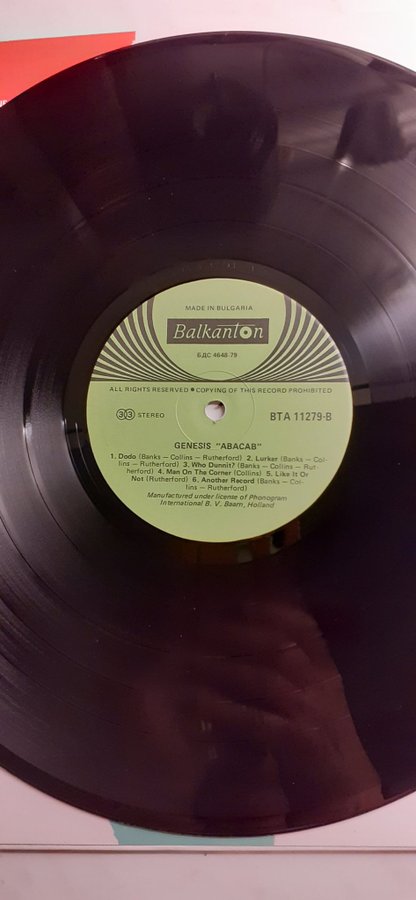 MADE IN BULGARIA
Balkanton
БДС 4648-79
ALL RIGHTS RESERVED ● COPYING OF THIS RECORD PROHIBITED
33 STEREO
BTA 11279-B
GENESIS "ABACAB"
1. Dodo (Banks — Collins — Rutherford) 2. Lurker (Banks — Col-
lins — Rutherford) 3. Who Dunnit? (Banks — Collins — Rut-
herford) 4. Man On The Corner (Collins) 5. Like It Or
Not (Rutherford) 6. Another Record (Banks — Col-
lins — Rutherford)
Manufactured under license of Phonogram
International B. V. Baarn, Holland